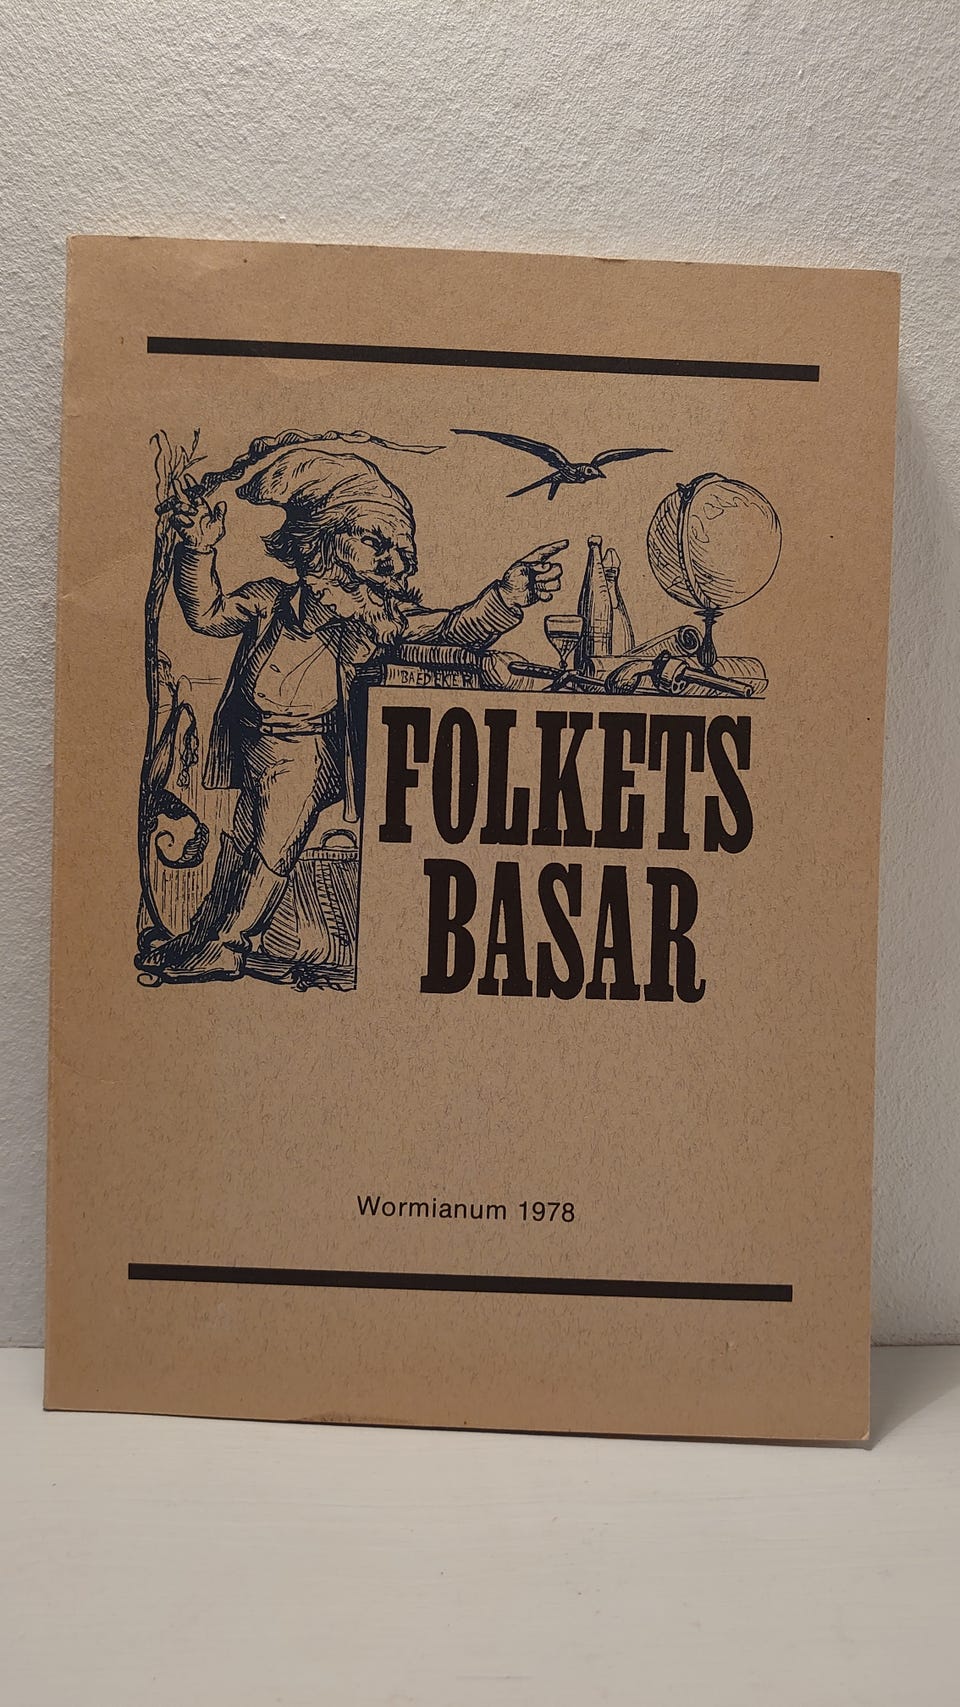 BAEDEKER
FOLKETS
BASAR
Wormianum 1978